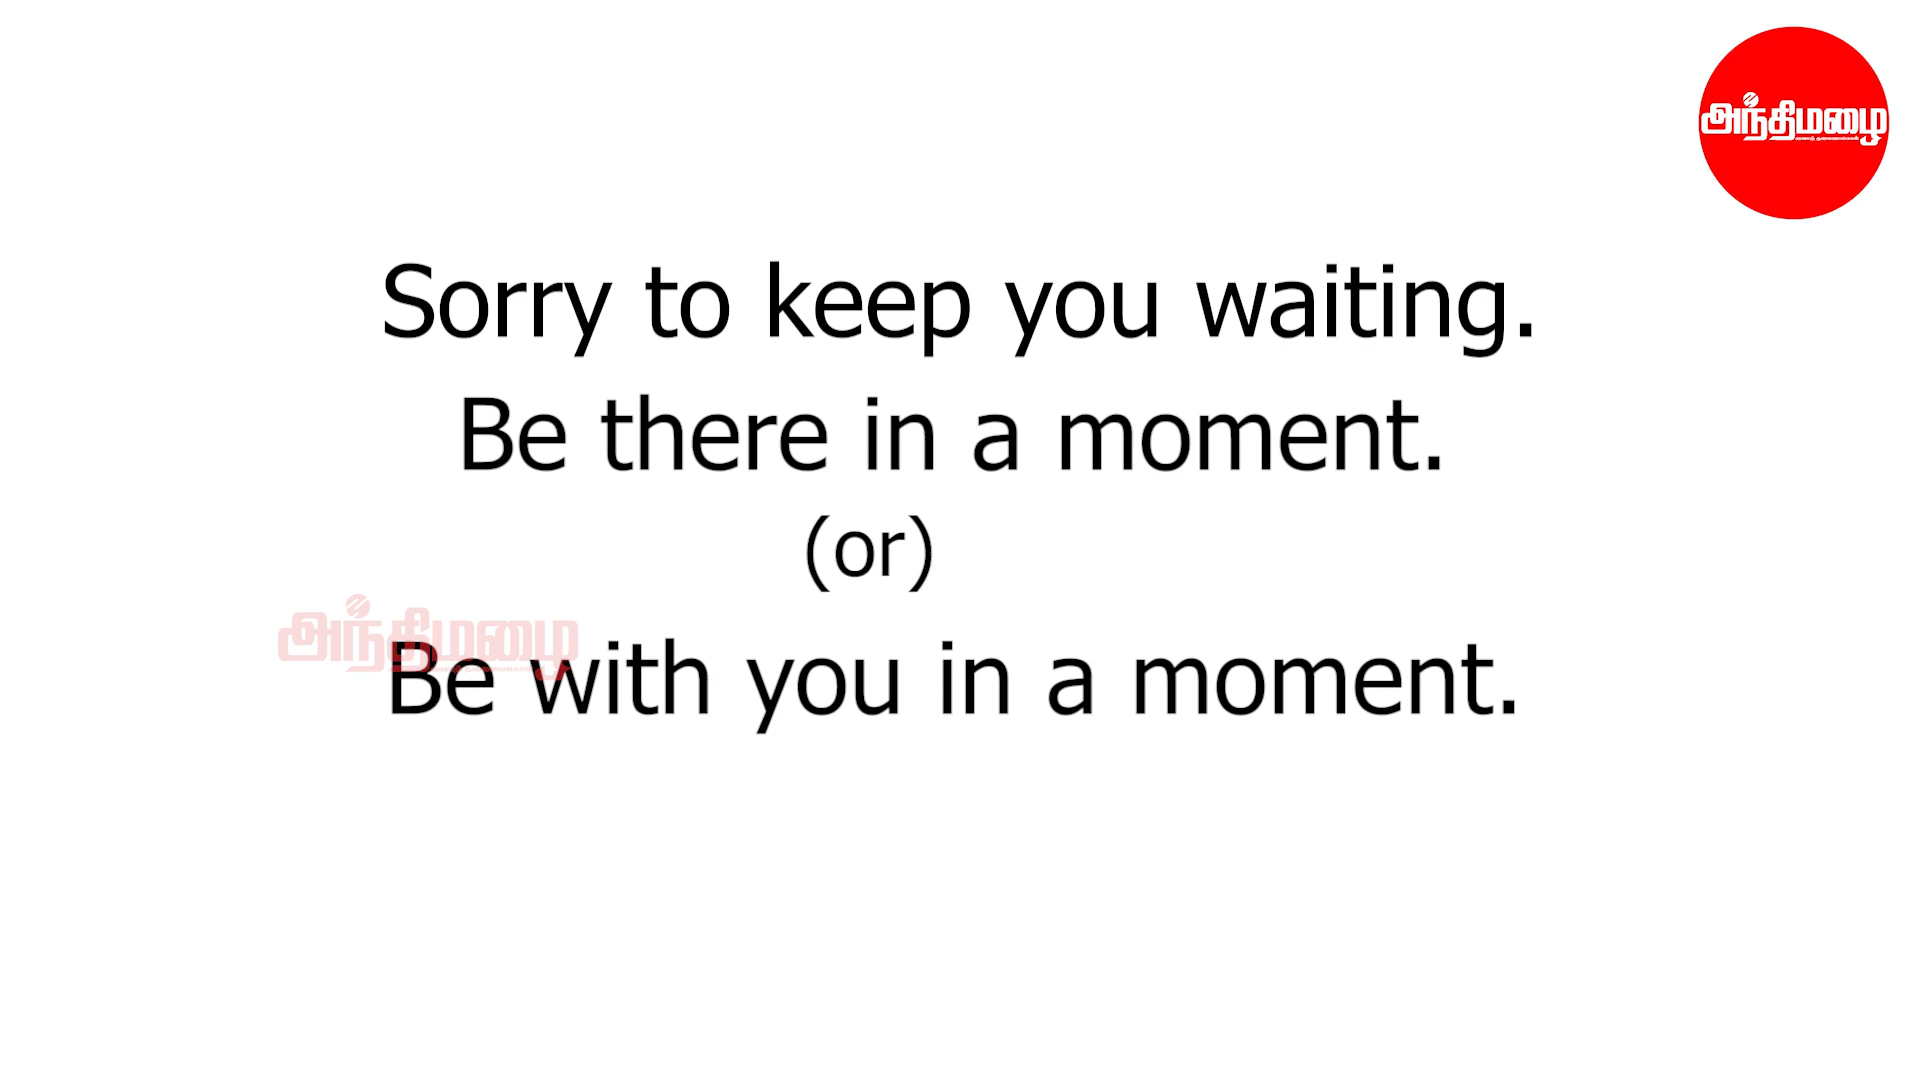 அந்திமழை
Sorry to keep you waiting.
Be there in a moment.
(or)
அந்திமழை
Be with you in a moment.